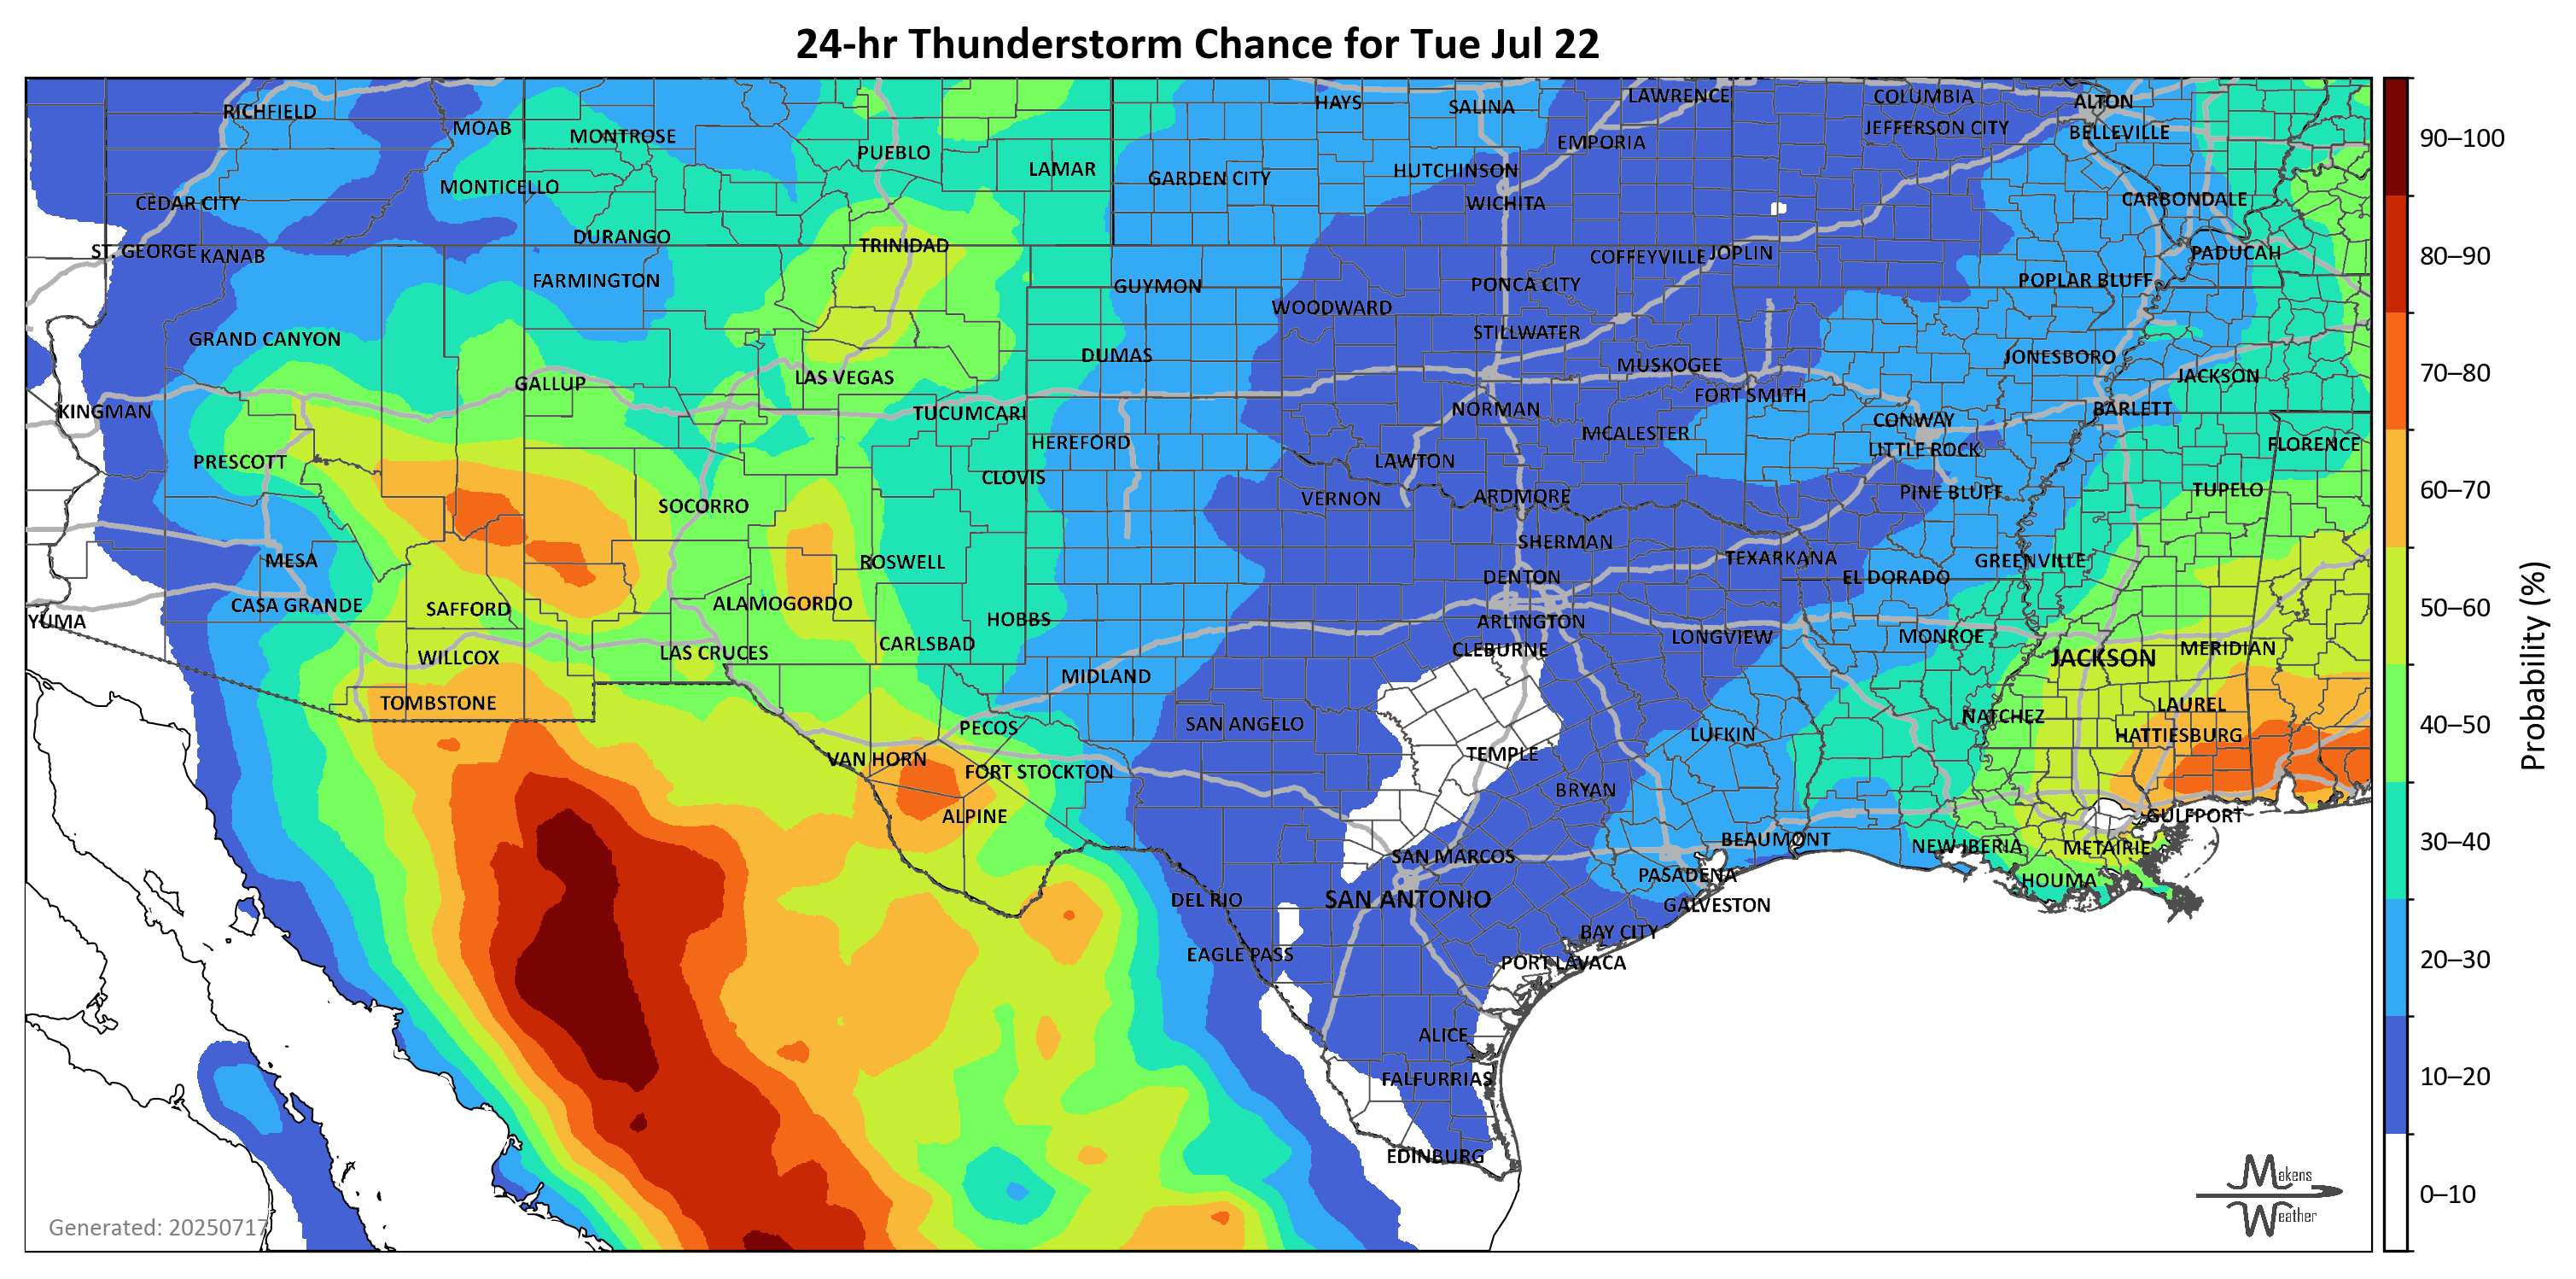 24-hr Thunderstorm Chance for Tue Jul 22
RICHFIELD
MOAB
MONTROSE
PUEBLO
LAMAR
HAYS
SALINA
LAWRENCE
COLUMBIA
ALTON
JEFFERSON CITY
BELLEVILLE
EMPORIA
HUTCHINSON
GARDEN CITY
MONTICELLO
CEDAR CITY
WICHITA
CARBONDALE
DURANGO
TRINIDAD
ST. GEORGE
KANAB
COFFEYVILLE
JOPLIN
PADUCAH
FARMINGTON
GUYMON
PONCA CITY
POPLAR BLUFF
WOODWARD
GRAND CANYON
STILLWATER
DUMAS
JONESBORO
MUSKOGEE
GALLUP
LAS VEGAS
JACKSON
FORT SMITH
KINGMAN
TUCUMCARI
NORMAN
BARLETT
CONWAY
HEREFORD
MCALESTER
LITTLE ROCK
FLORENCE
PRESCOTT
LAWTON
CLOVIS
VERNON
ARDMORE
PINE BLUFF
TUPELO
SOCORRO
SHERMAN
MESA
ROSWELL
TEXARKANA
GREENVILLE
DENTON
EL DORADO
CASA GRANDE
SAFFORD
ALAMOGORDO
HOBBS
YUMA
ARLINGTON
LONGVIEW
MONROE
CARLSBAD
CLEBURNE
MERIDIAN
WILLCOX
LAS CRUCES
JACKSON
MIDLAND
TOMBSTONE
LAUREL
PECOS
SAN ANGELO
NATCHEZ
LUFKIN
HATTIESBURG
VAN HORN
TEMPLE
FORT STOCKTON
BRYAN
ALPINE
GULFPORT
BEAUMONT
NEW IBERIA
METAIRIE
SAN MARCOS
PASADENA
HOUMA
DEL RIO
SAN ANTONIO
GALVESTON
BAY CITY
EAGLE PASS
PORT LAVACA
ALICE
FALFURRIAS
EDINBURG
Generated: 20250717
Makens
Weather
90–100
80–90
70–80
60–70
50–60
40–50
30–40
20–30
10–20
0–10
Probability (%)